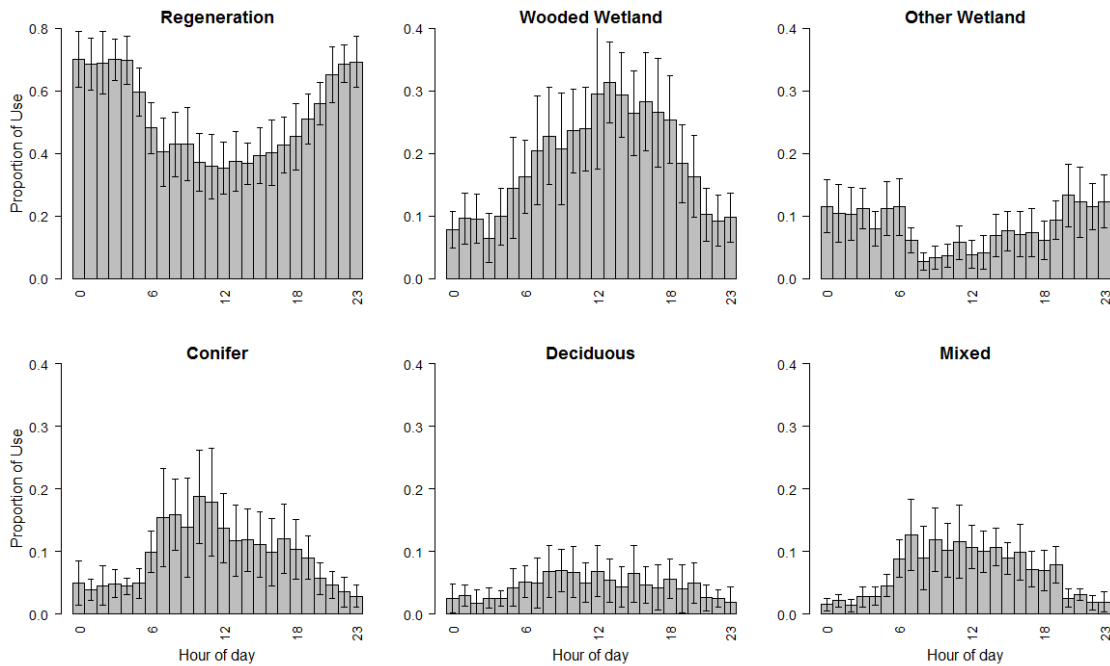 Regeneration
Wooded Wetland
Other Wetland
Proportion of Use
0.8
0.6
0.4
0.2
0.0
0 6 12 18 23
0.4
0.3
0.2
0.1
0.0
0 6 12 18 23
0.4
0.3
0.2
0.1
0.0
0 6 12 18 23
Conifer
Deciduous
Mixed
Proportion of Use
0.4
0.3
0.2
0.1
0.0
0 6 12 18 23
Hour of day
0.4
0.3
0.2
0.1
0.0
0 6 12 18 23
Hour of day
0.4
0.3
0.2
0.1
0.0
0 6 12 18 23
Hour of day